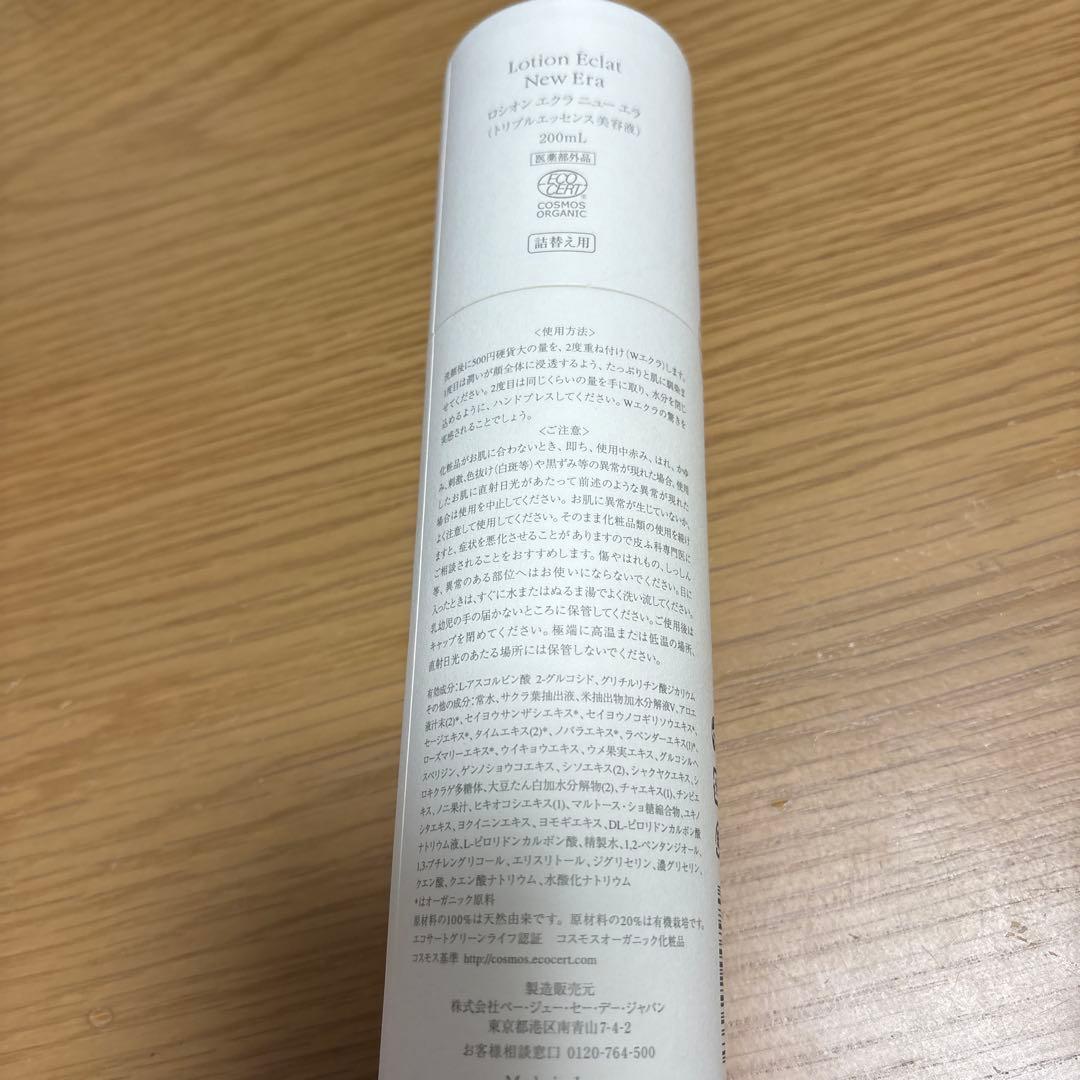 Lotion Éclat
New Era
ロシオン エクラ ニュー エラ
(トリプルエッセンス美容液)
200mL
医薬部外品
ECO
CERT®
COSMOS
ORGANIC
詰替え用
<使用方法>
洗顔後に500円硬貨大の量を、2度重ね付け(Wエクラ)します。
1度目は潤いが顔全体に浸透するよう、たっぷりと肌に馴染ま
せてください。2度目は同じくらいの量を手に取り、水分を閉じ
込めるように、ハンドプレスしてください。Wエクラの驚きを
実感されることでしょう。
<ご注意>
化粧品がお肌に合わないとき、即ち、使用中赤み、はれ、かゆ
み、刺激、色抜け(白斑等)や黒ずみ等の異常が現れた場合、使用
したお肌に直射日光があたって前述のような異常が現れた
場合は使用を中止してください。お肌に異常が生じていないか、
よく注意して使用してください。そのまま化粧品類の使用を続け
ますと、症状を悪化させることがありますので皮ふ科専門医に
ご相談されることをおすすめします。傷やはれもの、しっしん
等、異常のある部位へはお使いにならないでください。目に
入ったときは、すぐに水またはぬるま湯でよく洗い流してください。
乳幼児の手の届かないところに保管してください。ご使用後は
キャップを閉めてください。極端に高温または低温の場所、
直射日光のあたる場所には保管しないでください。
有効成分:L-アスコルビン酸 2-グルコシド、グリチルリチン酸ジカリウム
その他の成分:常水、サクラ葉抽出液、米抽出物加水分解液V、アロエ
液汁末(2)*、セイヨウサンザシエキス*、セイヨウノコギリソウエキス*、
セージエキス*、タイムエキス(2)*、ノバラエキス*、ラベンダーエキス(1)*、
ローズマリーエキス*、ウイキョウエキス、ウメ果実エキス、グルコシルヘ
スペリジン、ゲンノショウコエキス、シソエキス(2)、シャクヤクエキス、シ
ロキクラゲ多糖体、大豆たん白加水分解物(2)、チャエキス(1)、チンピエ
キス、ノニ果汁、ヒキオコシエキス(1)、マルトース・ショ糖縮合物、ユキノ
シタエキス、ヨクイニンエキス、ヨモギエキス、DL-ピロリドンカルボン酸
ナトリウム液、L-ピロリドンカルボン酸、精製水、1,2-ペンタンジオール、
1,3-ブチレングリコール、エリスリトール、ジグリセリン、濃グリセリン、
クエン酸、クエン酸ナトリウム、水酸化ナトリウム
*はオーガニック原料
原材料の100%は天然由来です。原材料の20%は有機栽培です。
エコサートグリーンライフ認証 コスモスオーガニック化粧品
コスモス基準 http://cosmos.ecocert.com
製造販売元
株式会社ベー・ジェー・セー・デー・ジャパン
東京都港区南青山7-4-2
お客様相談窓口 0120-764-500